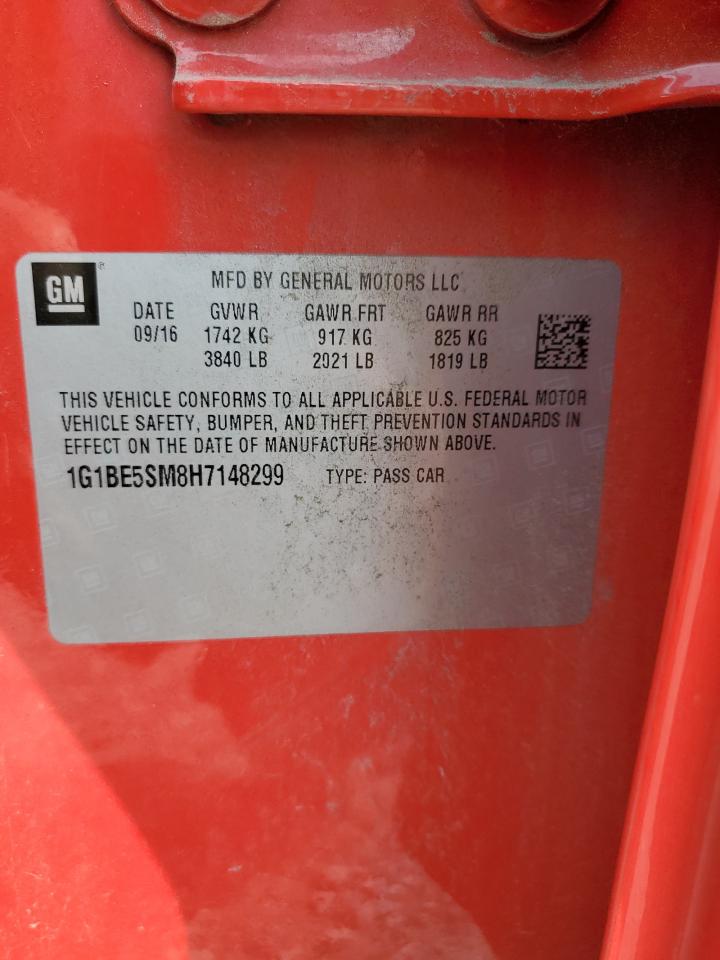 GM
MFD BY GENERAL MOTORS LLC
DATE GVWR GAWR FRT GAWR RR
09/16 1742 KG 917 KG 825 KG
3840 LB 2021 LB 1819 LB
THIS VEHICLE CONFORMS TO ALL APPLICABLE U.S. FEDERAL MOTOR
VEHICLE SAFETY, BUMPER, AND THEFT PREVENTION STANDARDS IN
EFFECT ON THE DATE OF MANUFACTURE SHOWN ABOVE.
1G1BE5SM8H7148299 TYPE: PASS CAR